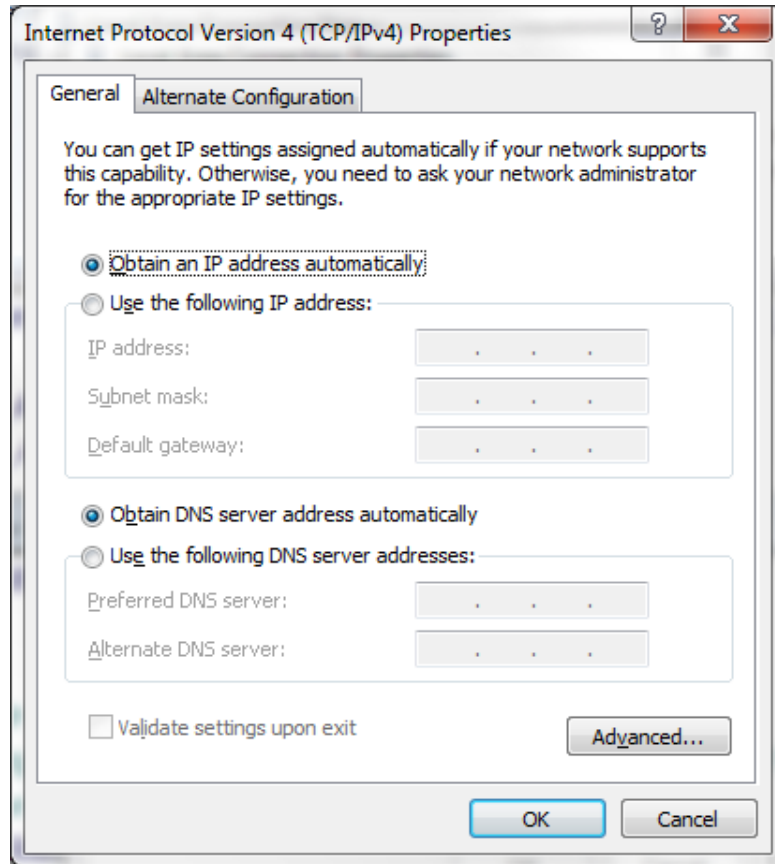 Internet Protocol Version 4 (TCP/IPv4) Properties
General
Alternate Configuration
You can get IP settings assigned automatically if your network supports
this capability. Otherwise, you need to ask your network administrator
for the appropriate IP settings.
Obtain an IP address automatically
Use the following IP address:
IP address:
Subnet mask:
Default gateway:
Obtain DNS server address automatically
Use the following DNS server addresses:
Preferred DNS server:
Alternate DNS server:
Validate settings upon exit
Advanced...
OK
Cancel